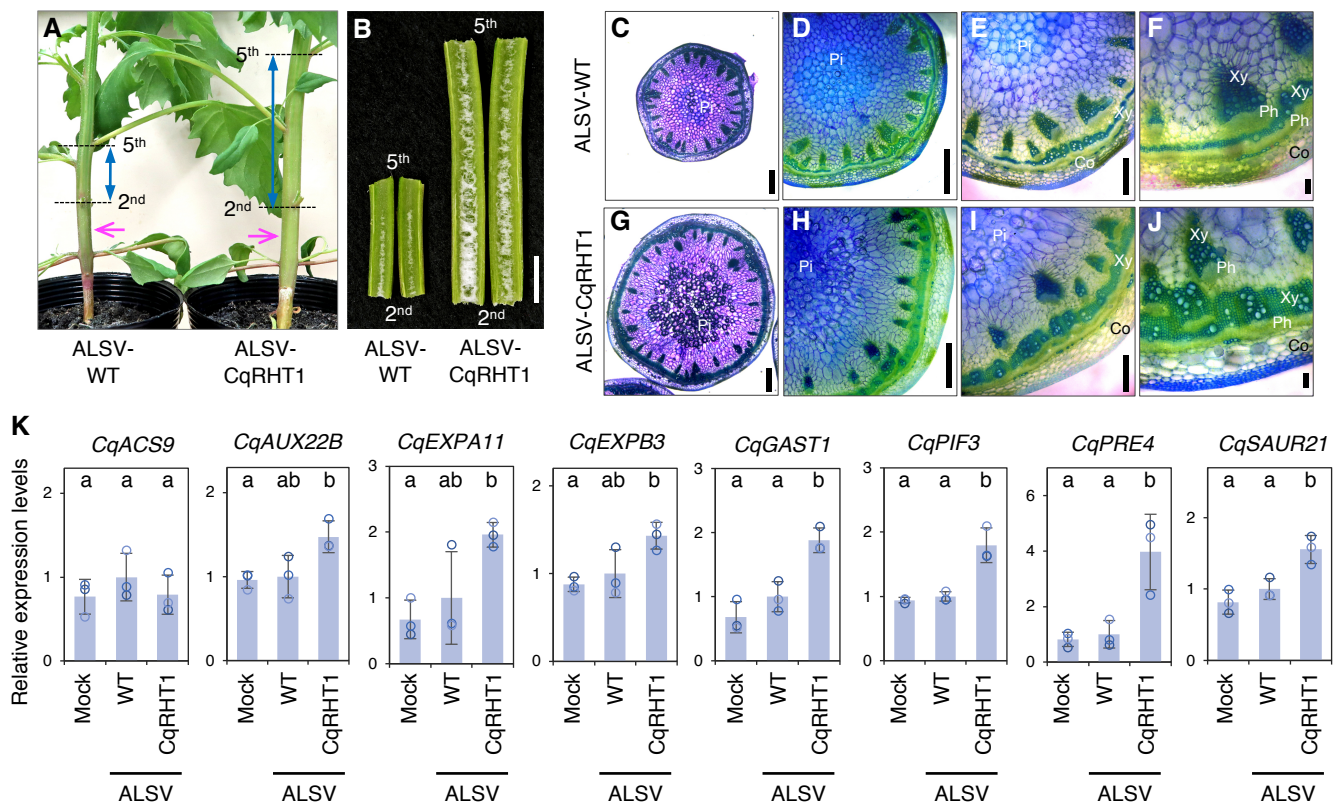 A
5th
2nd
5th
2nd
ALSV-
WT
ALSV-
CqRHT1
B
5th
5th
2nd
2nd
ALSV-
WT
ALSV-
CqRHT1
ALSV-WT
C
Pi
D
Pi
E
Pi
Xy
Co
F
Xy
Xy
Ph
Ph
Co
ALSV-CqRHT1
G
Pi
H
Pi
I
Pi
Xy
Co
J
Xy
Ph
Xy
Ph
Co
K
Relative expression levels
CqACS9
a a a
2
1
0
Mock
WT
CqRHT1
ALSV
CqAUX22B
a ab b
2
1
0
Mock
WT
CqRHT1
ALSV
CqEXPA11
a ab b
3
2
1
0
Mock
WT
CqRHT1
ALSV
CqEXPB3
a ab b
2
1
0
Mock
WT
CqRHT1
ALSV
CqGAST1
a a b
3
2
1
0
Mock
WT
CqRHT1
ALSV
CqPIF3
a a b
3
2
1
0
Mock
WT
CqRHT1
ALSV
CqPRE4
a a b
6
4
2
0
Mock
WT
CqRHT1
ALSV
CqSAUR21
a a b
2
1
0
Mock
WT
CqRHT1
ALSV